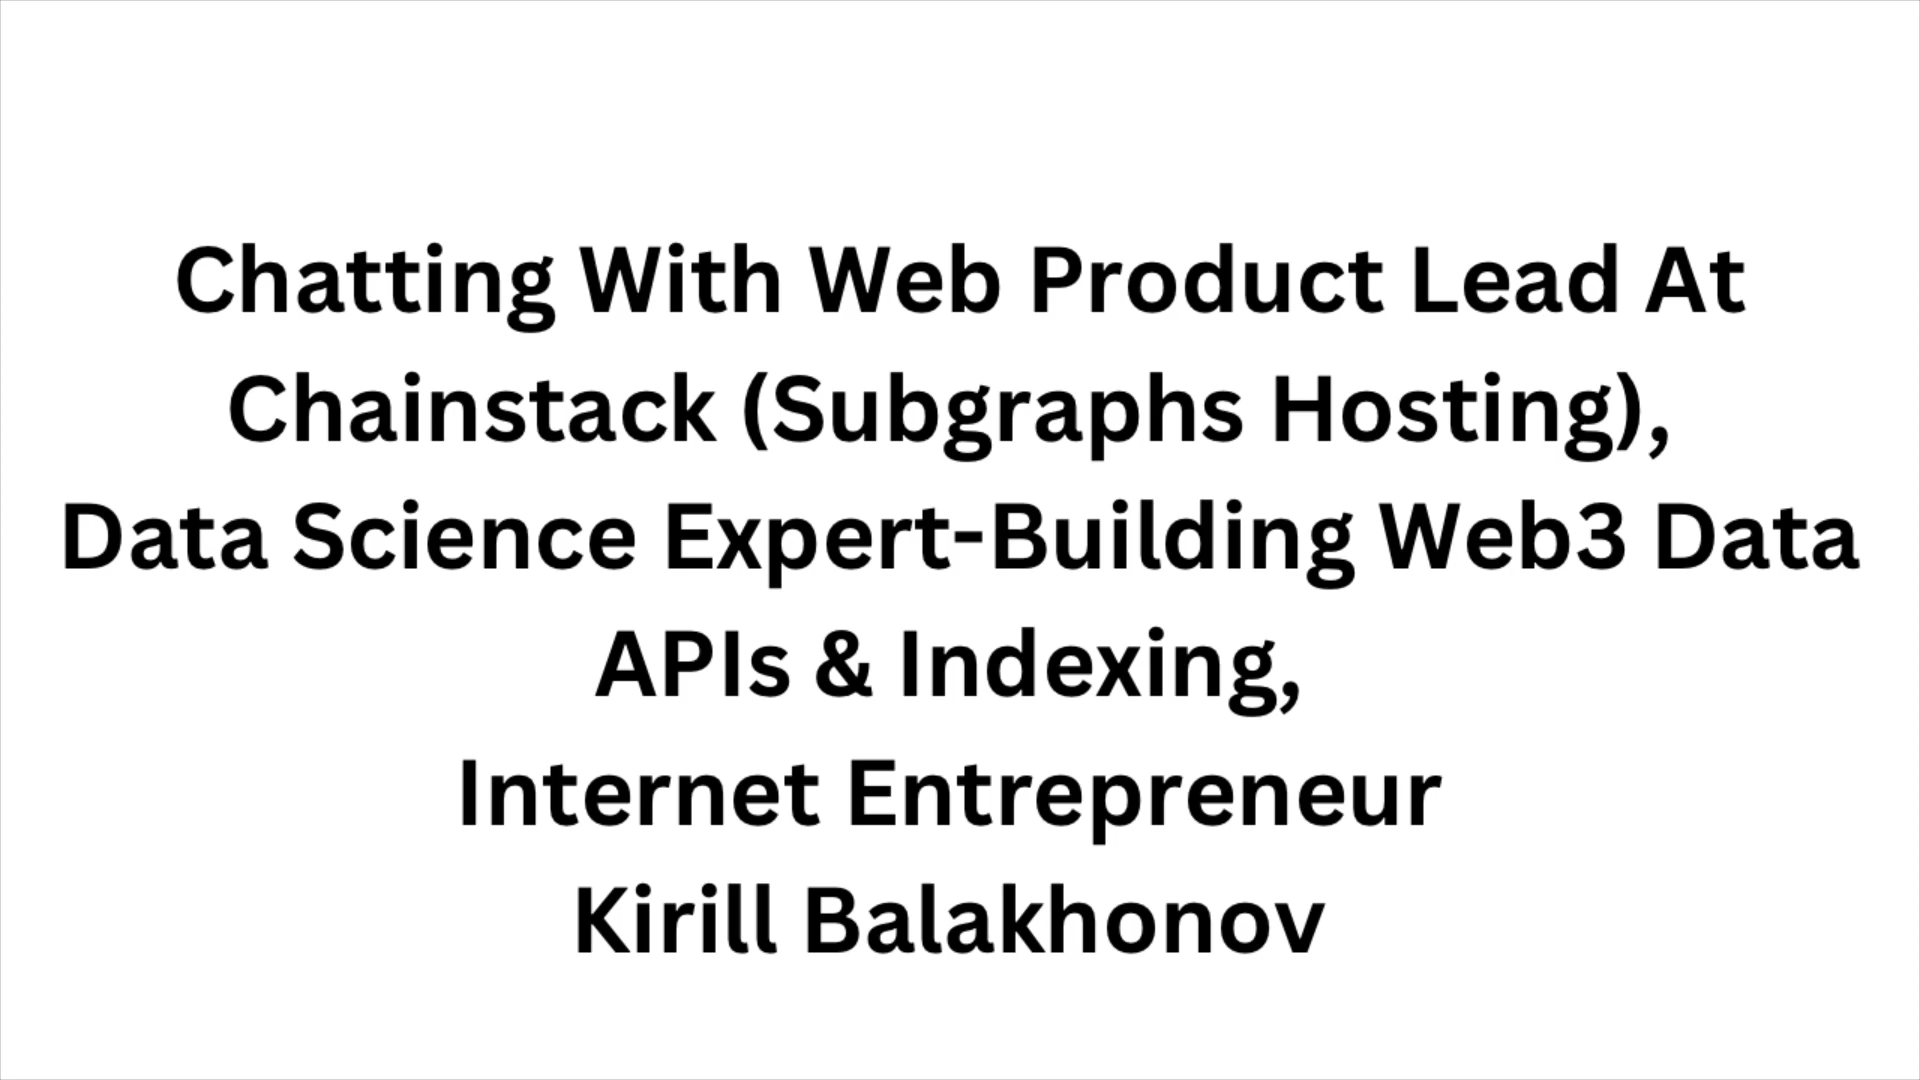 Chatting With Web Product Lead At
Chainstack (Subgraphs Hosting),
Data Science Expert-Building Web3 Data
APIs & Indexing,
Internet Entrepreneur
Kirill Balakhonov